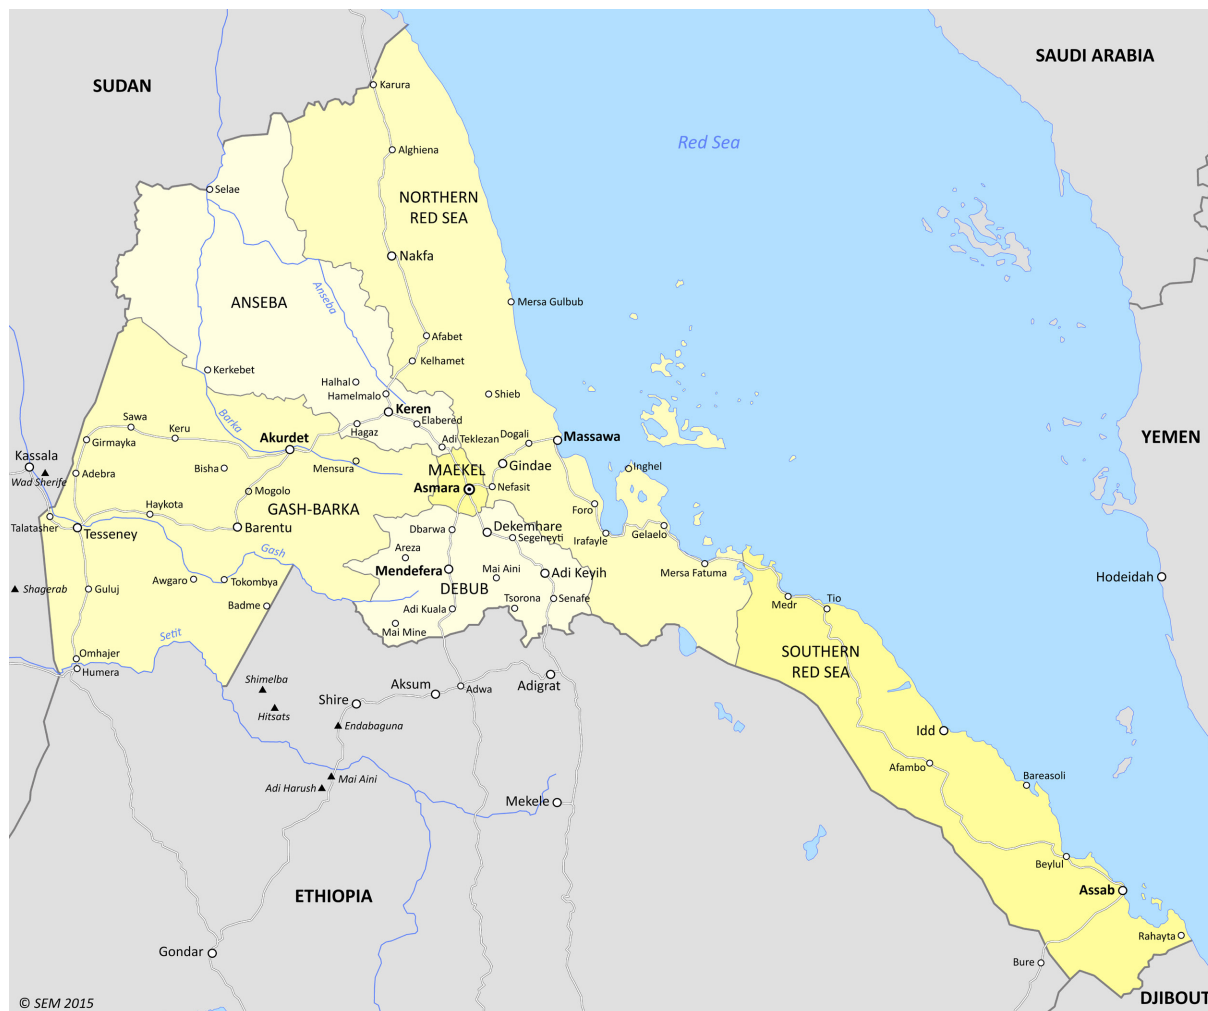 SAUDI ARABIA
SUDAN
Karura
Red Sea
Alghiena
Selae
NORTHERN
RED SEA
Nakfa
Anseba
ANSEBA
Mersa Gulbub
Afabet
Kelhamet
Kerkebet
Halhal
Hamelmalo
Shieb
Keren
Barka
Sawa
Elabered
Keru
Hagaz
Girmayka
Akurdet
Adi Teklezan
Dogali
Massawa
YEMEN
Kassala
Wad Sherife
Adebra
Bisha
Mensura
MAEKEL
Gindae
Inghel
Asmara
Nefasit
Mogolo
Haykota
GASH-BARKA
Foro
Talatasher
Tesseney
Barentu
Dbarwa
Dekemhare
Segeneyti
Irafayle
Gelaelo
Gash
Areza
Mendefera
Mai Aini
Adi Keyih
Mersa Fatuma
Hodeidah
Shagerab
Guluj
Awgaro
Tokombya
DEBUB
Badme
Adi Kuala
Tsorona
Senafe
Medr
Tio
Setit
Mai Mine
Omhajer
Humera
SOUTHERN
RED SEA
Shimelba
Aksum
Adwa
Adigrat
Shire
Hitsats
Endabaguna
Idd
Afambo
Mai Aini
Adi Harush
Bareasoli
Mekele
Beylul
ETHIOPIA
Assab
Rahayta
Gondar
Bure
© SEM 2015
DJIBOUT